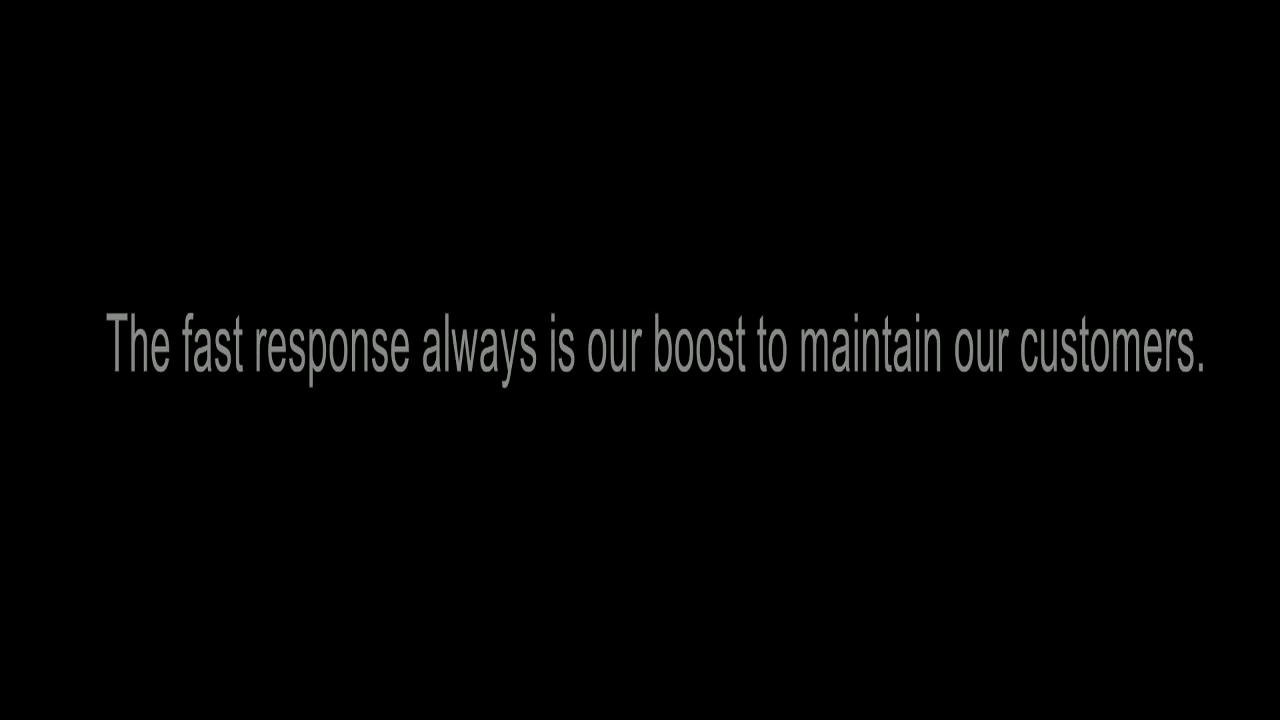 The fast response always is our boost to maintain our customers.